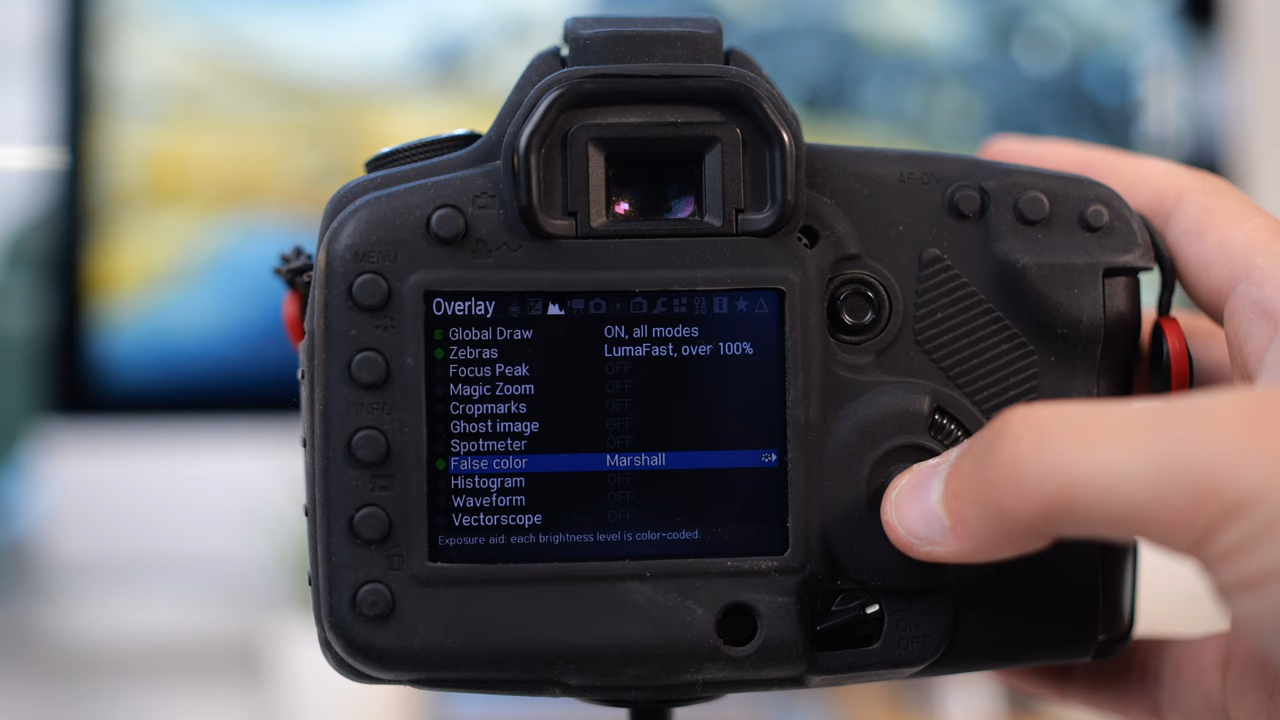 AF-ON
MENU
Overlay
Global Draw ON, all modes
Zebras LumaFast, over 100%
Focus Peak OFF
Magic Zoom OFF
Cropmarks OFF
Ghost image OFF
Spotmeter OFF
False color Marshall
Histogram OFF
Waveform OFF
Vectorscope OFF
Exposure aid: each brightness level is color-coded.
INFO
ON
OFF